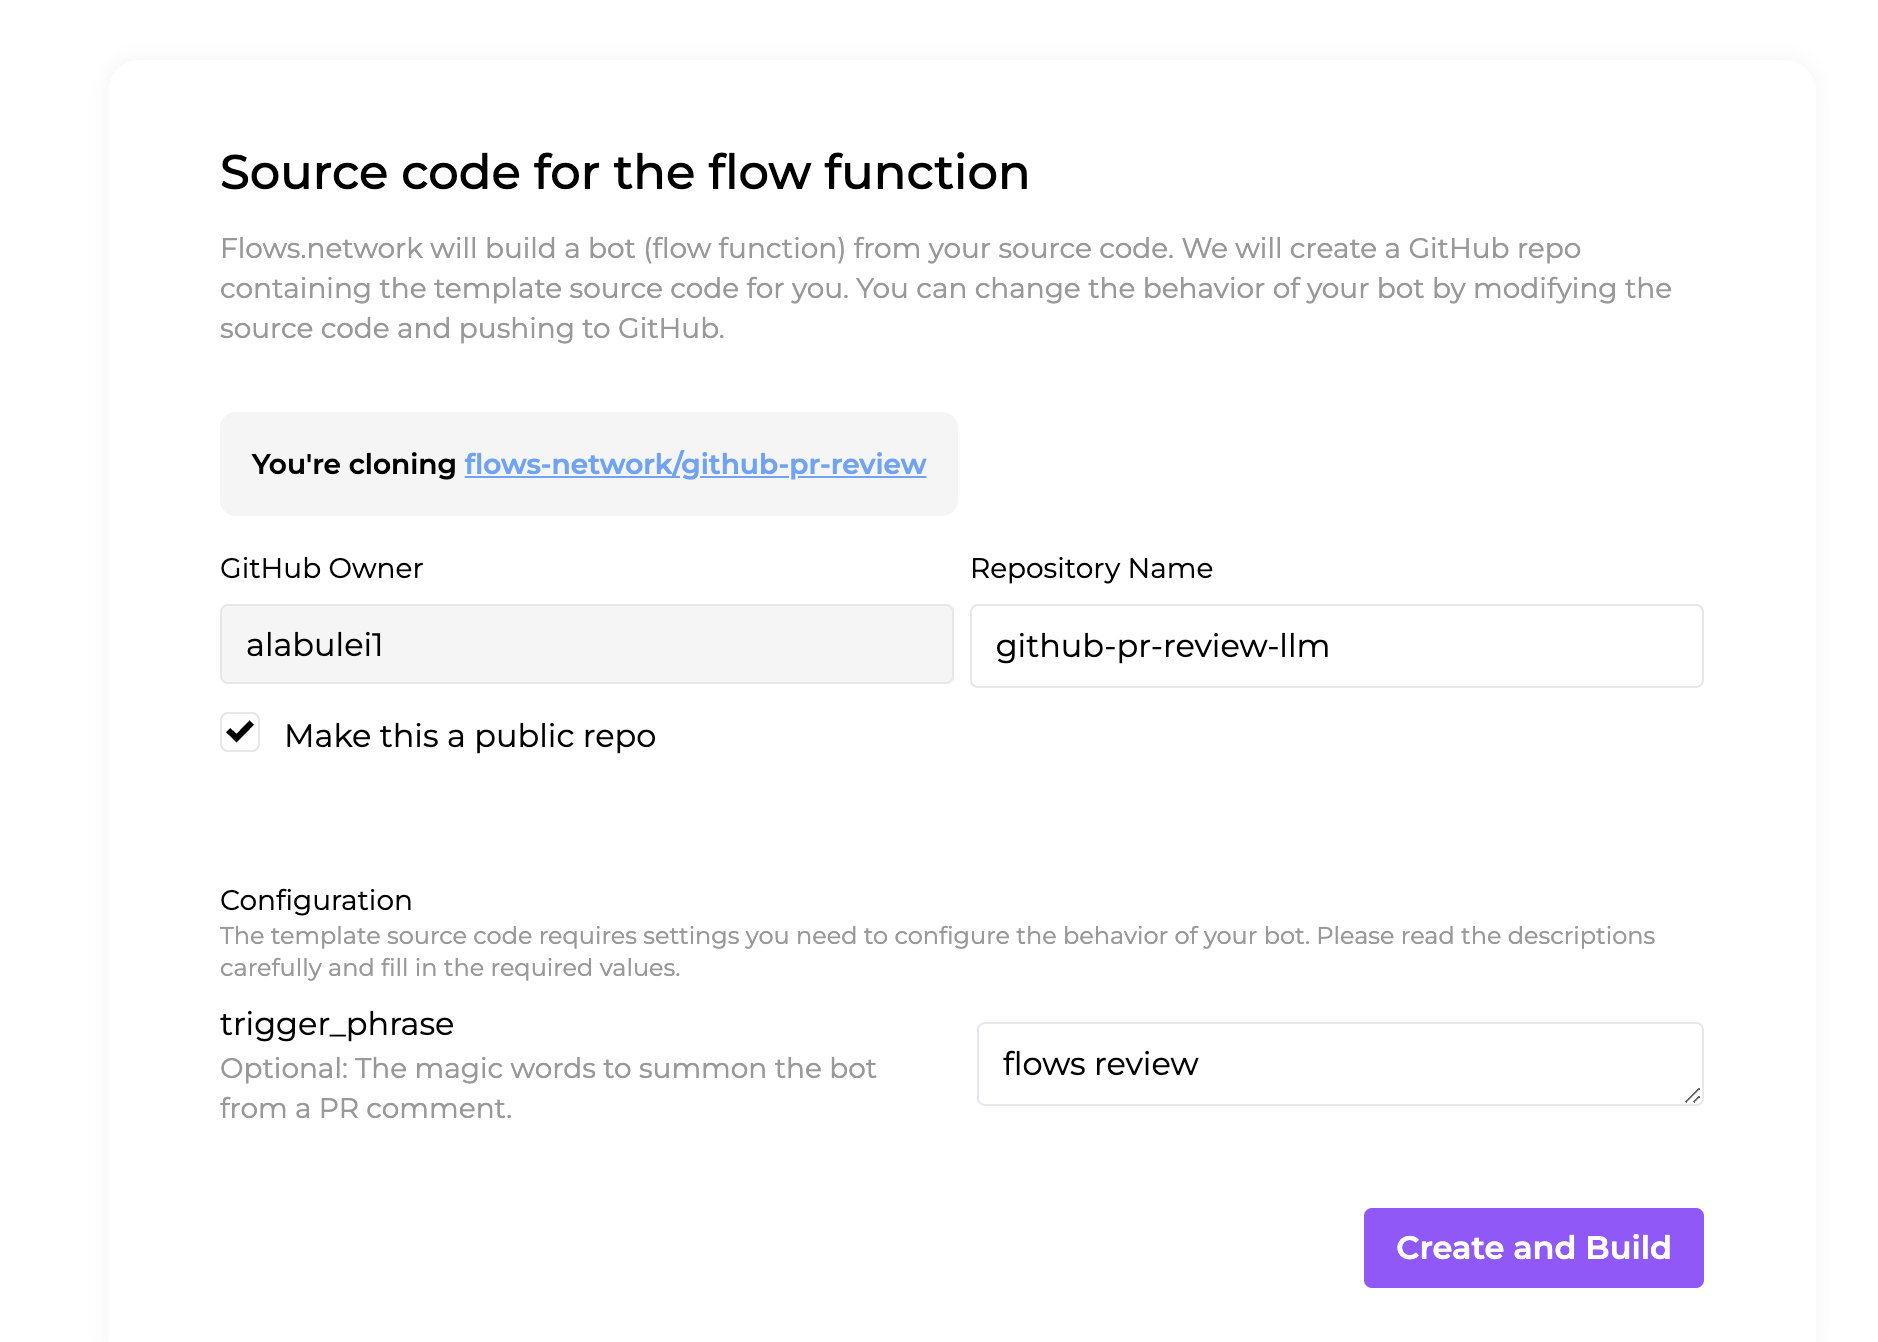 Source code for the flow function
Flows.network will build a bot (flow function) from your source code. We will create a GitHub repo
containing the template source code for you. You can change the behavior of your bot by modifying the
source code and pushing to GitHub.
You're cloning flows-network/github-pr-review
GitHub Owner
Repository Name
alabulei1
github-pr-review-llm
Make this a public repo
Configuration
The template source code requires settings you need to configure the behavior of your bot. Please read the descriptions
carefully and fill in the required values.
trigger_phrase
Optional: The magic words to summon the bot
from a PR comment.
flows review
Create and Build